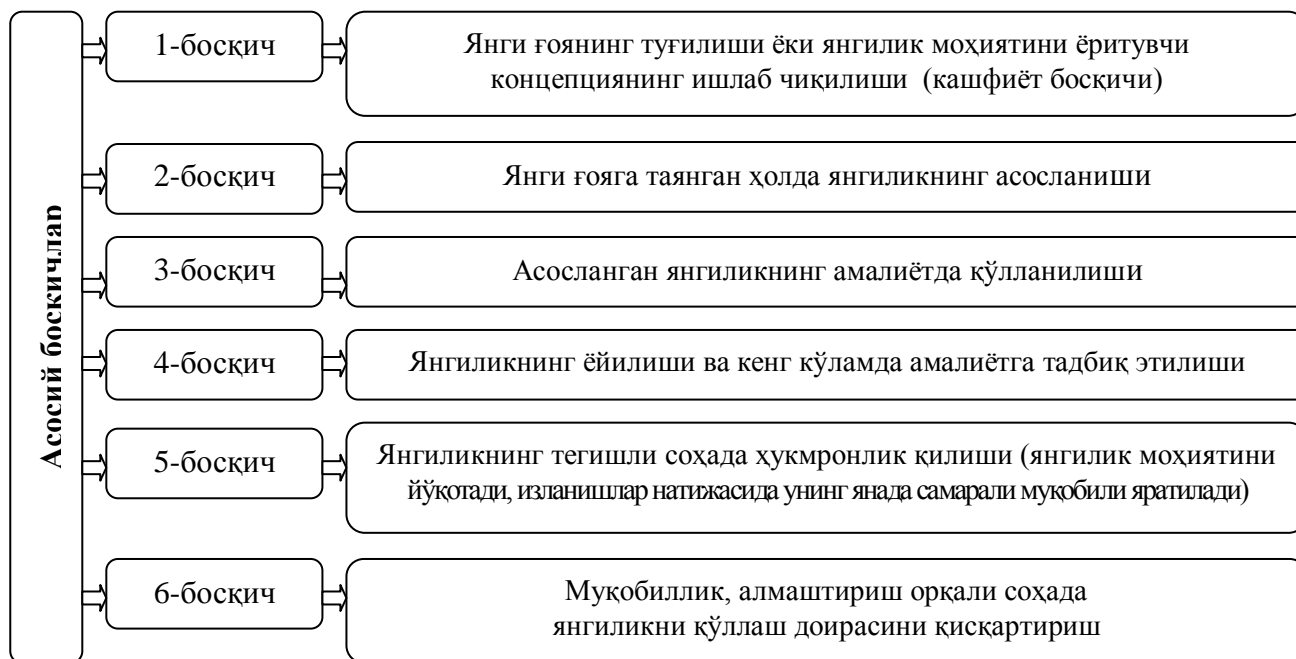 Асосий боскичлар
1-босқич
Янги ғоянинг туғилиши ёки янгилик моҳиятини ёритувчи
концепциянинг ишлаб чиқилиши (кашфиёт босқичи)
2-босқич
Янги ғояга таянган ҳолда янгиликнинг асосланиши
3-босқич
Асосланган янгиликнинг амалиётда қўлланилиши
4-босқич
Янгиликнинг ёйилиши ва кенг кўламда амалиётга тадбиқ этилиши
5-босқич
Янгиликнинг тегишли соҳада ҳукмронлик қилиши (янгилик моҳиятини
йўқотади, изланишлар натижасида унинг янада самарали муқобили яратилади)
6-босқич
Муқобиллик, алмаштириш орқали соҳада
янгиликни қўллаш доирасини қисқартириш